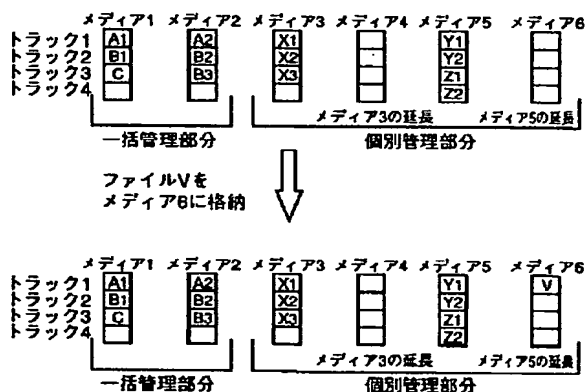 メディア1 メディア2 メディア3 メディア4 メディア5 メディア6
トラック1 A1 A2 X1 Y1
トラック2 B1 B2 X2 Y2
トラック3 C B3 X3 Z1
トラック4 Z2
メディア3の延長 メディア5の延長
一括管理部分 個別管理部分
ファイルVを
メディア6に格納
メディア1 メディア2 メディア3 メディア4 メディア5 メディア6
トラック1 A1 A2 X1 Y1 V
トラック2 B1 B2 X2 Y2
トラック3 C B3 X3 Z1
トラック4 Z2
メディア3の延長 メディア5の延長
一括管理部分 個別管理部分